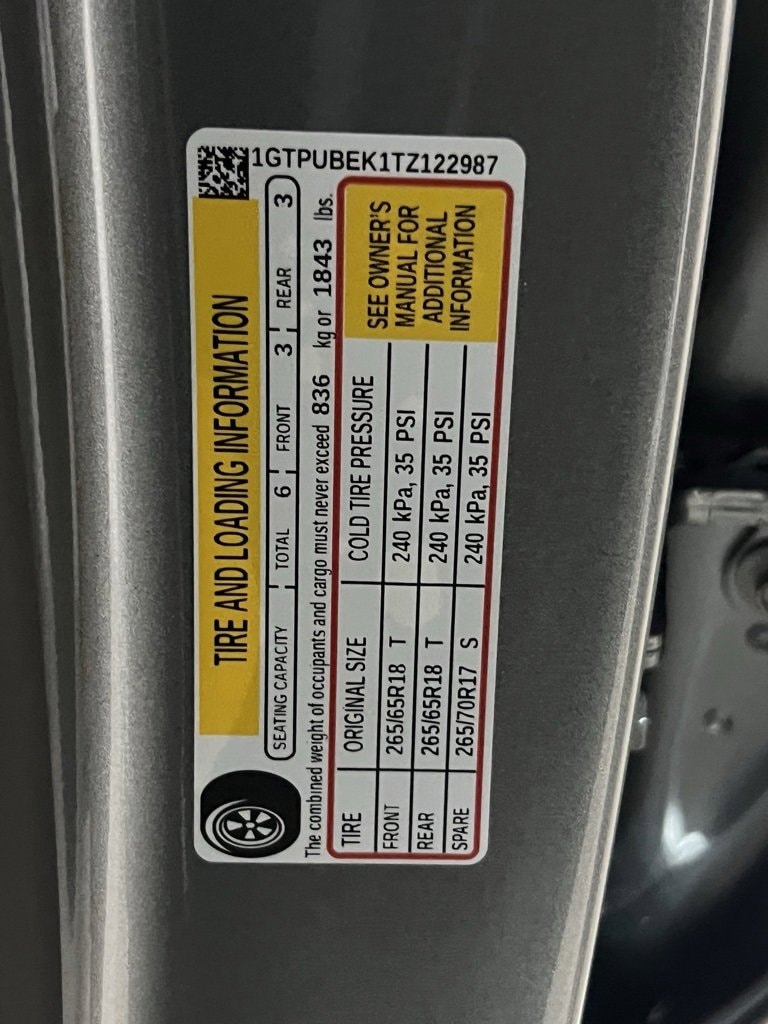 1GTPUBEK1TZ122987
TIRE AND LOADING INFORMATION
SEATING CAPACITY TOTAL 6 FRONT 3 REAR 3
The combined weight of occupants and cargo must never exceed 836 kg or 1843 lbs.
TIRE ORIGINAL SIZE COLD TIRE PRESSURE
FRONT 265/65R18 T 240 kPa, 35 PSI
REAR 265/65R18 T 240 kPa, 35 PSI
SPARE 265/70R17 S 240 kPa, 35 PSI
SEE OWNER'S
MANUAL FOR
ADDITIONAL
INFORMATION